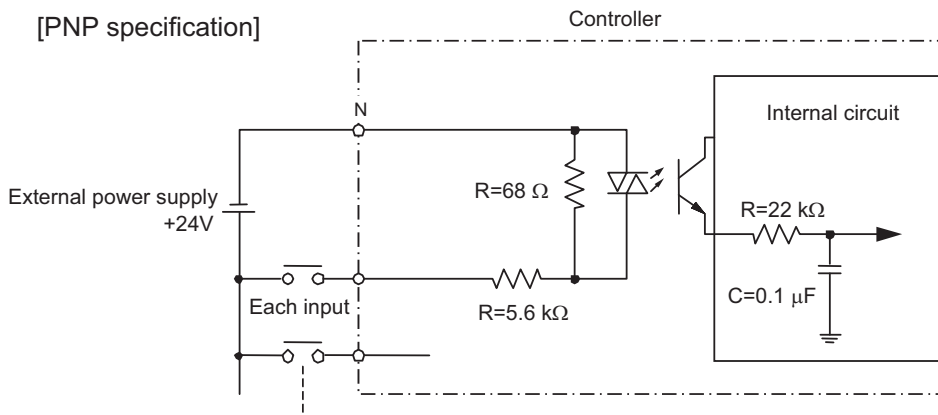 Controller
[PNP specification]
N
Internal circuit
External power supply
+24V
R=68 Ω
R=22 kΩ
Each input
R=5.6 kΩ
C=0.1 μF